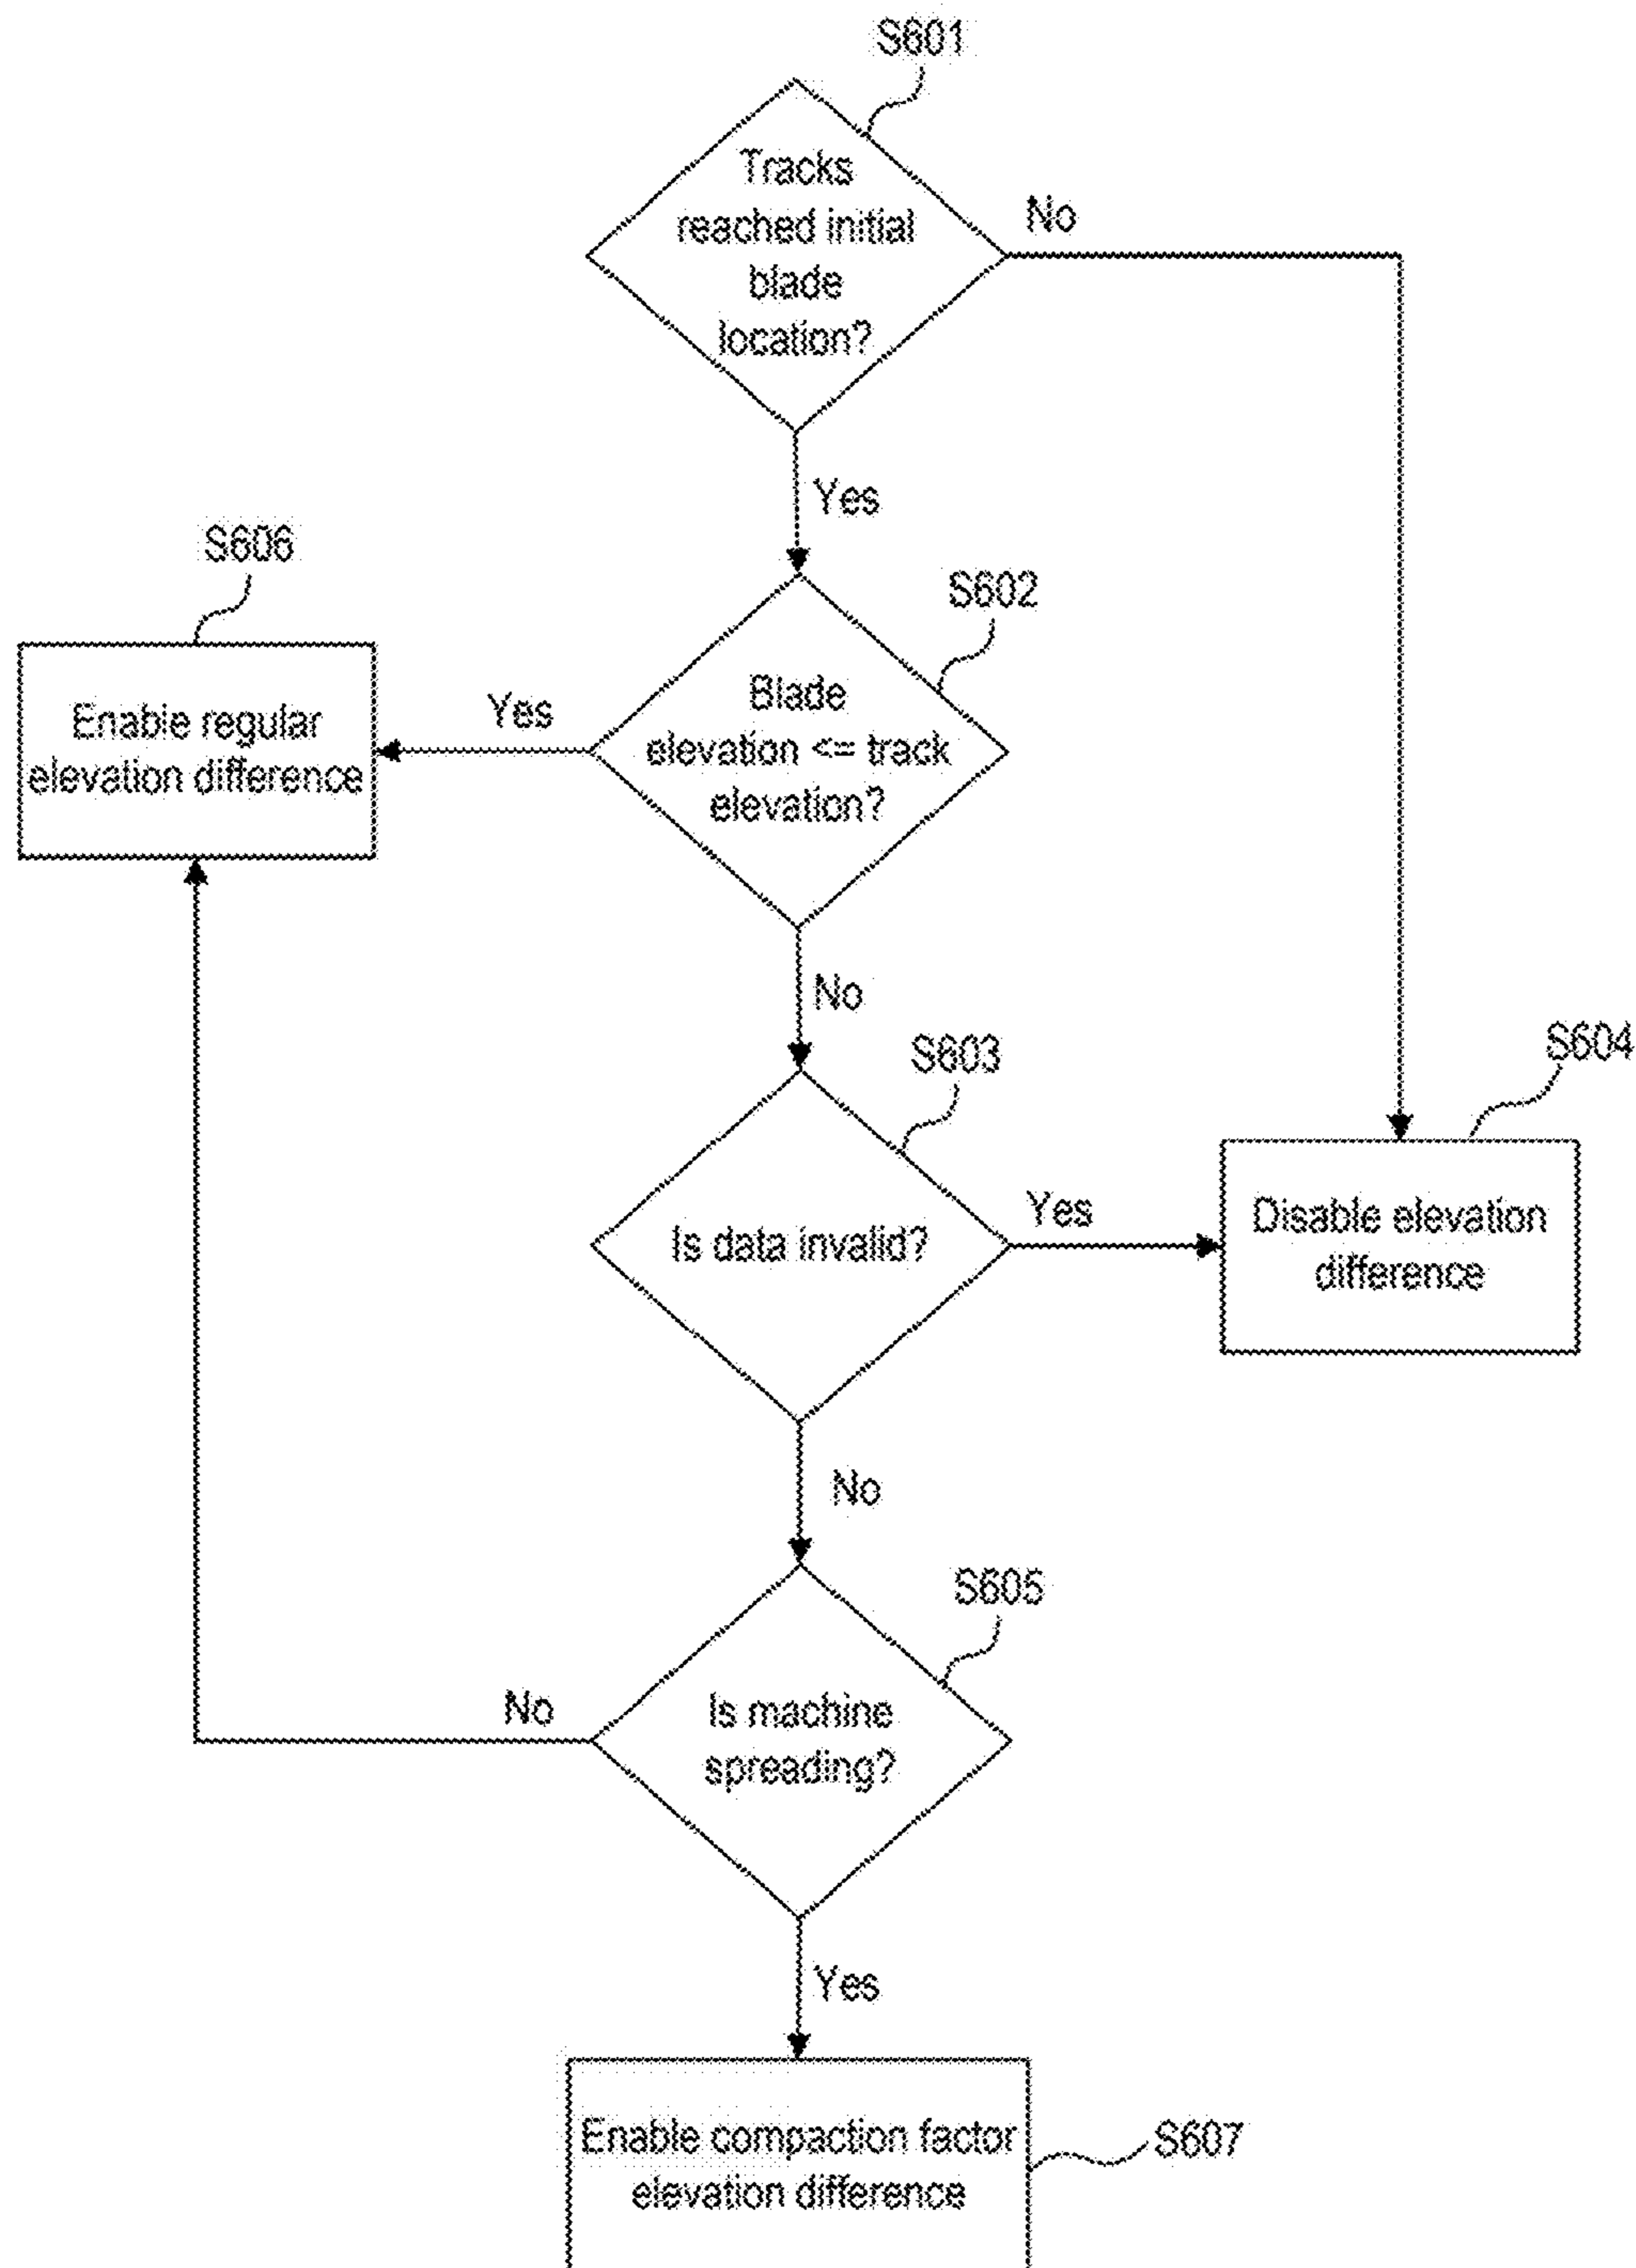 S601
Tracks
reached initial
blade
location?
No
Yes
S606
S602
Enable regular
elevation difference
Yes
Blade
elevation <= track
elevation?
No
S603
S604
Is data invalid?
Yes
Disable elevation
difference
No
S605
No
Is machine
spreading?
Yes
Enable compaction factor
elevation difference
S607